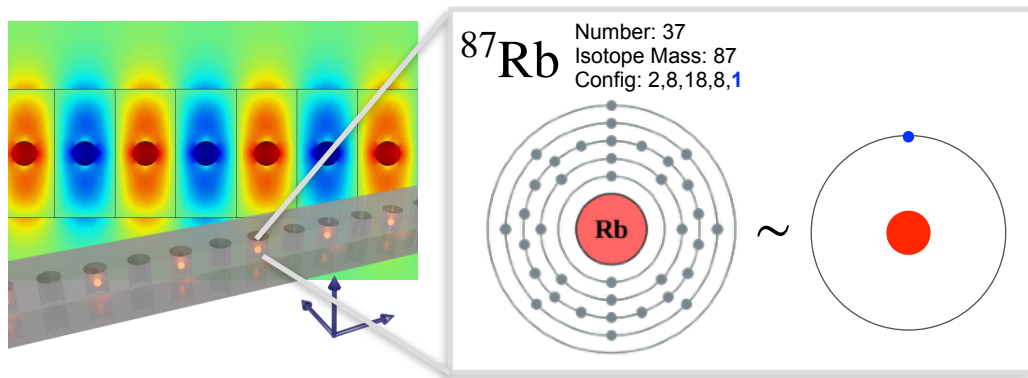 ⁸⁷Rb
Number: 37
Isotope Mass: 87
Config: 2,8,18,8,1
Rb
~